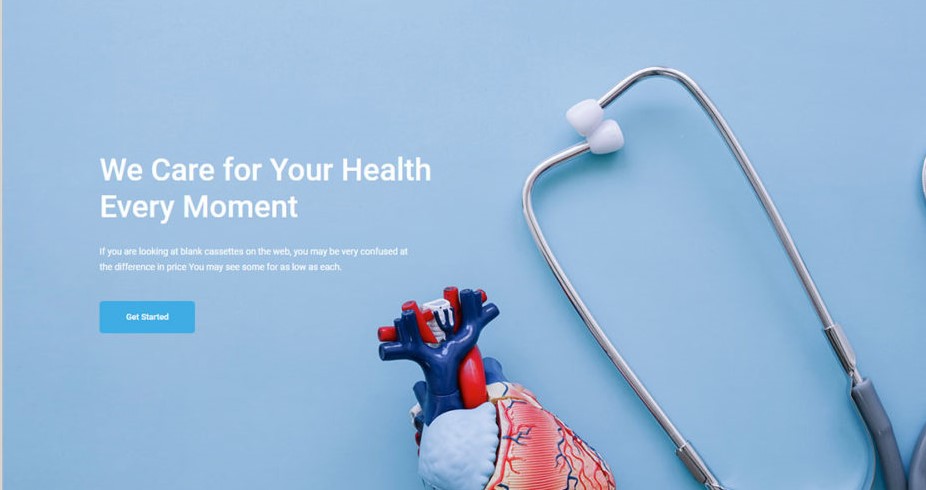 We Care for Your Health
Every Moment
If you are looking at blank cassettes on the web, you may be very confused at
the difference in price You may see some for as low as each.
Get Started